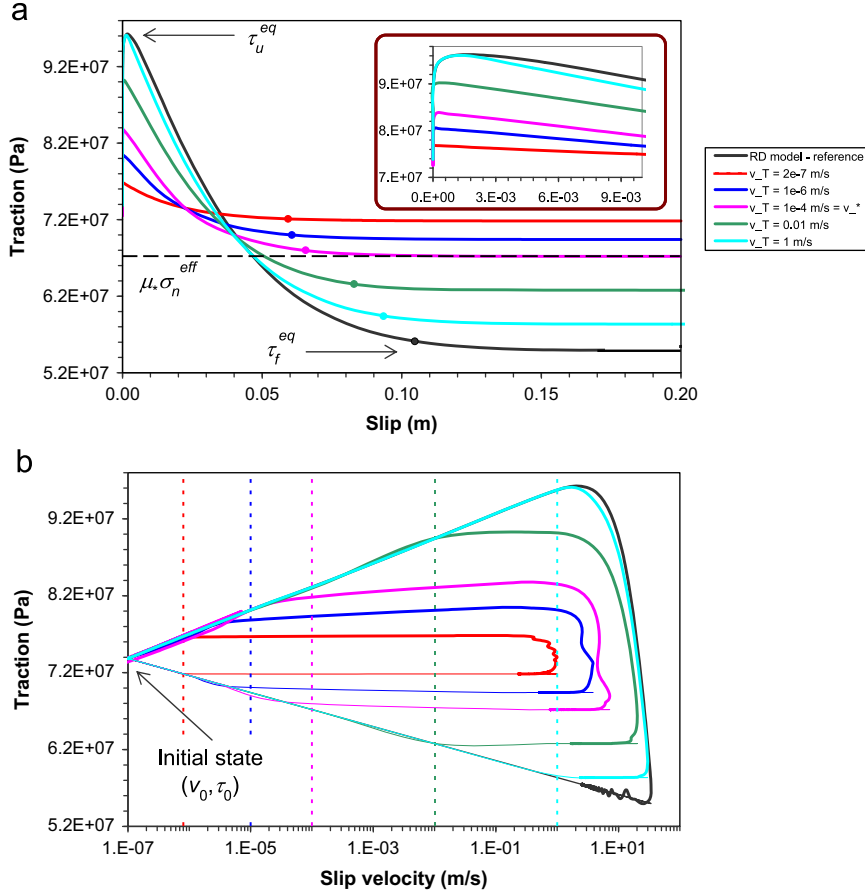 a
τ_u^eq
9.2E+07
8.2E+07
7.2E+07
6.2E+07
5.2E+07
Traction (Pa)
9.E+07
8.E+07
7.E+07
0.E+00 3.E-03 6.E-03 9.E-03
μ_*σ_n^eff
τ_f^eq
0.00 0.05 0.10 0.15 0.20
Slip (m)
RD model - reference
v_T = 2e-7 m/s
v_T = 1e-6 m/s
v_T = 1e-4 m/s = v_*
v_T = 0.01 m/s
v_T = 1 m/s
b
9.2E+07
8.2E+07
7.2E+07
6.2E+07
5.2E+07
Traction (Pa)
Initial state
(v_0, τ_0)
1.E-07 1.E-05 1.E-03 1.E-01 1.E+01
Slip velocity (m/s)